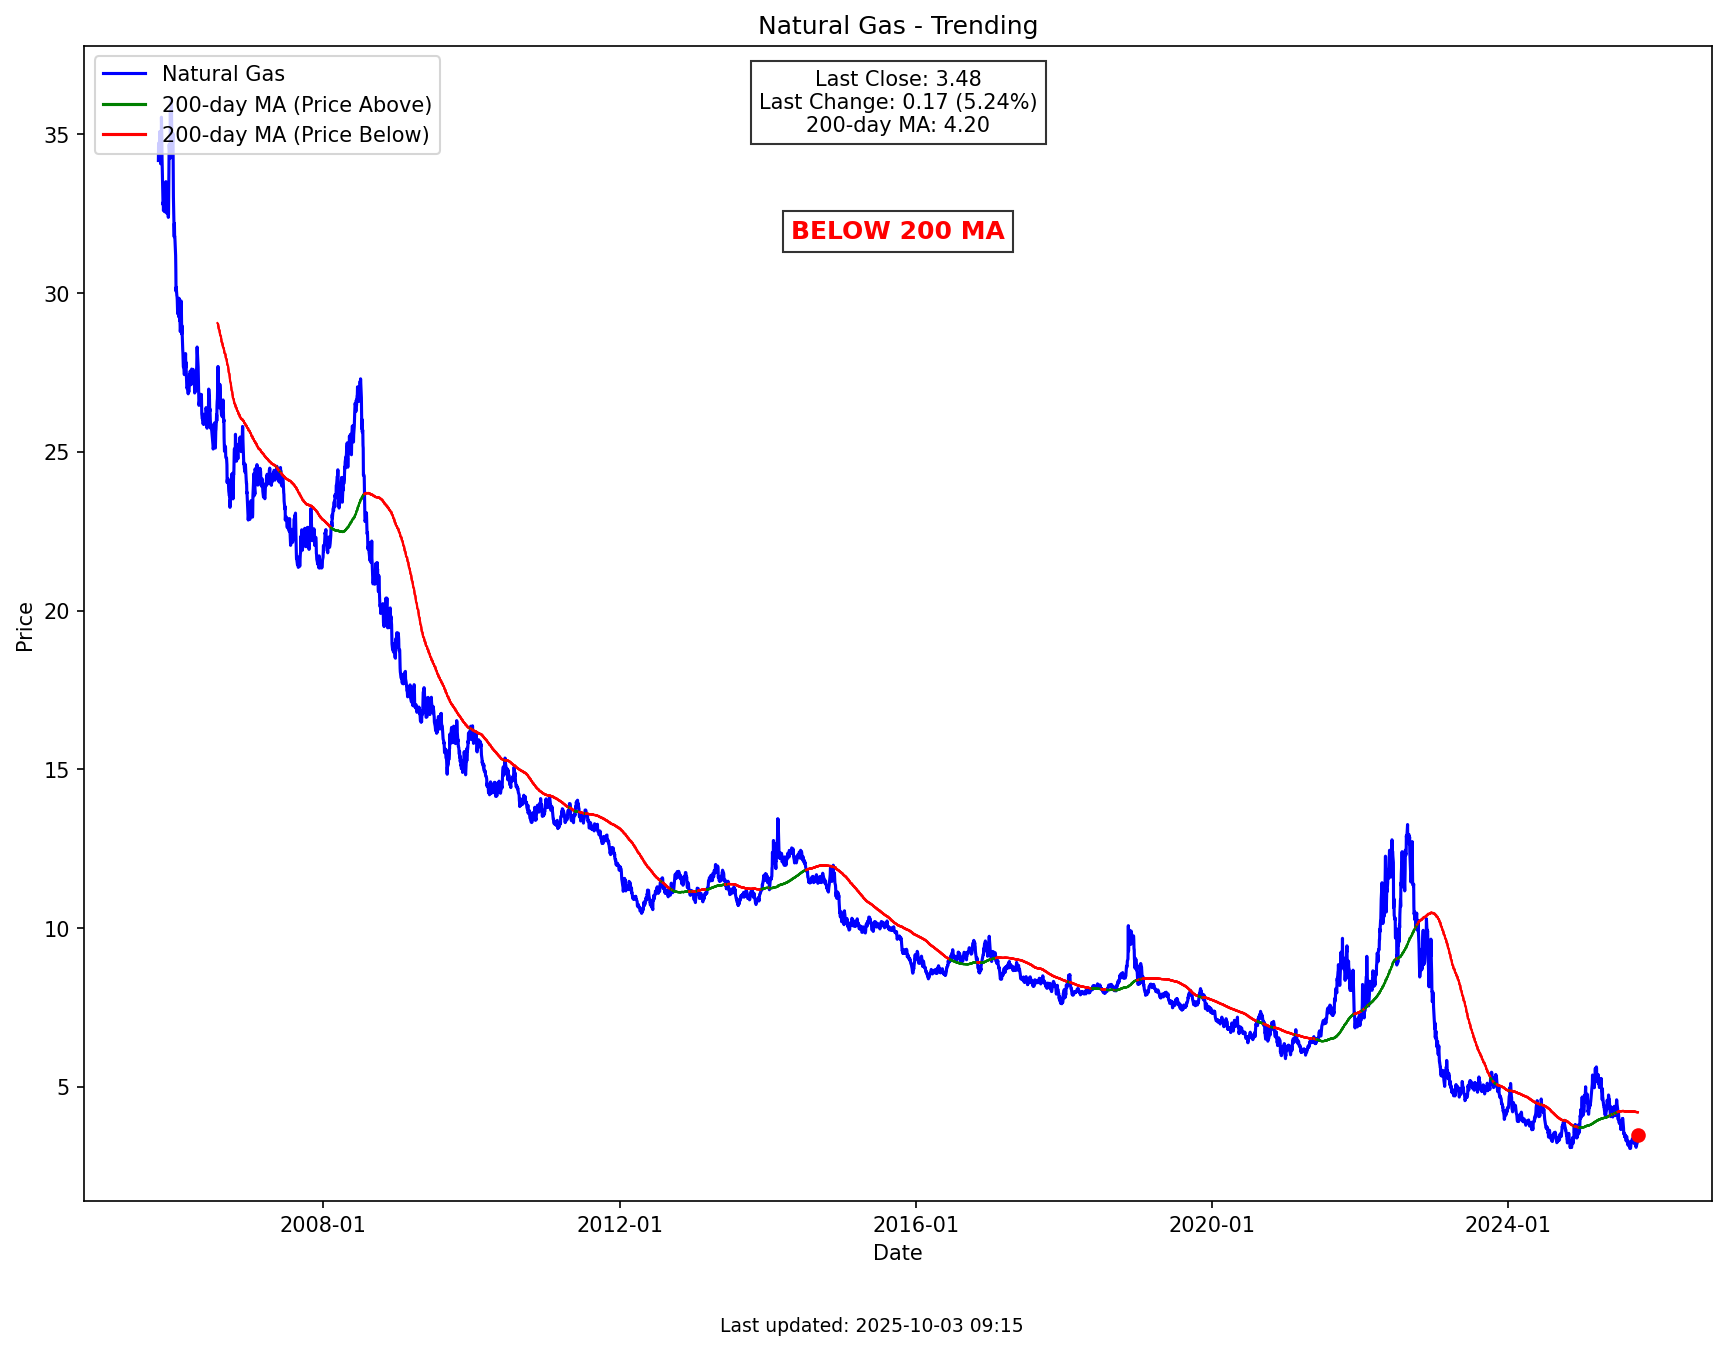 Natural Gas - Trending
Natural Gas
200-day MA (Price Above)
200-day MA (Price Below)
Last Close: 3.48
Last Change: 0.17 (5.24%)
200-day MA: 4.20
BELOW 200 MA
Price
35
30
25
20
15
10
5
2008-01
2012-01
2016-01
2020-01
2024-01
Date
Last updated: 2025-10-03 09:15